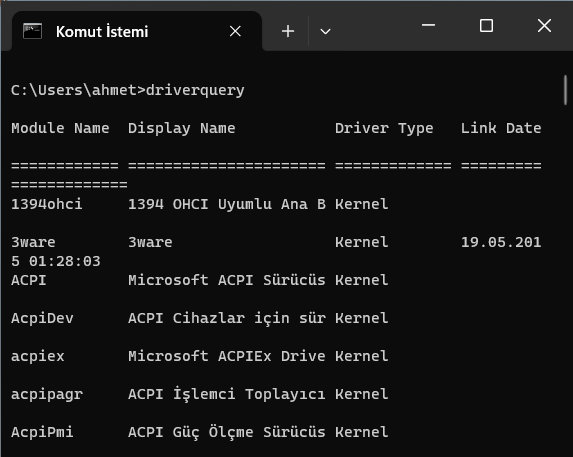 Komut İstemi
C:\Users\ahmet>driverquery
Module Name  Display Name           Driver Type   Link Date
============ ====================== ============= =========
=============
1394ohci     1394 OHCI Uyumlu Ana B Kernel
3ware        3ware                  Kernel        19.05.201
5 01:28:03
ACPI         Microsoft ACPI Sürücüs Kernel
AcpiDev      ACPI Cihazlar için sür Kernel
acpiex       Microsoft ACPIEx Drive Kernel
acpipagr     ACPI İşlemci Toplayıcı Kernel
AcpiPmi      ACPI Güç Ölçme Sürücüs Kernel